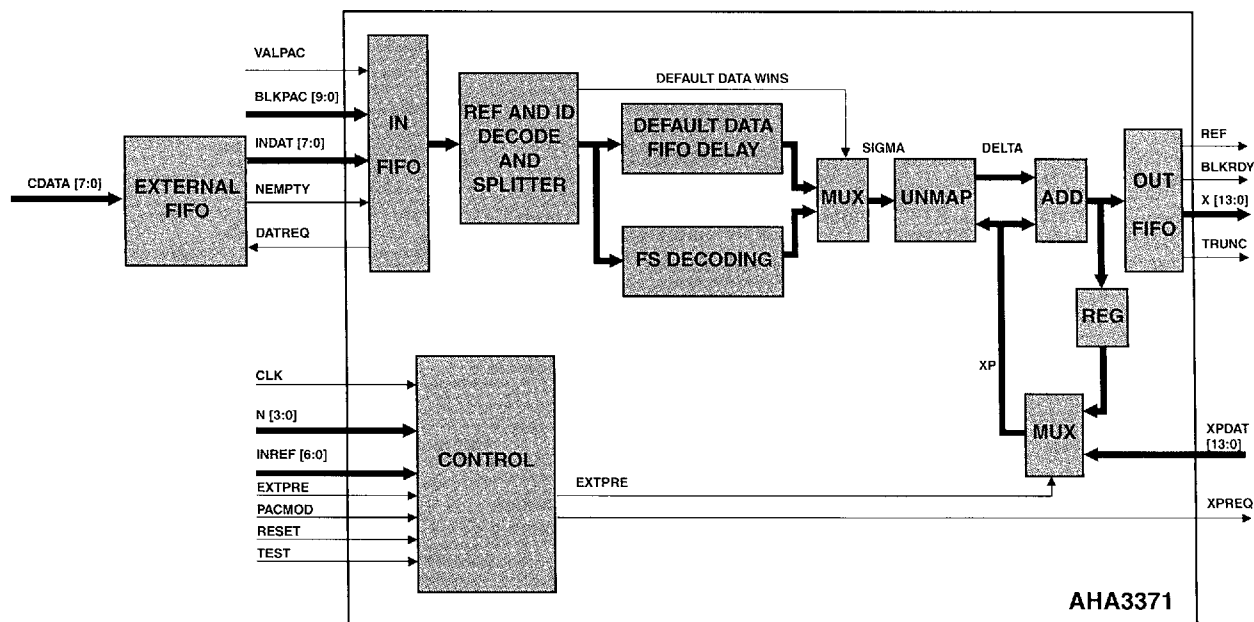 VALPAC
BLKPAC [9:0]
INDAT [7:0]
NEMPTY
DATREQ
CDATA [7:0]
EXTERNAL
FIFO
IN
FIFO
REF AND ID
DECODE
AND
SPLITTER
DEFAULT DATA WINS
DEFAULT DATA
FIFO DELAY
FS DECODING
MUX
SIGMA
UNMAP
DELTA
ADD
OUT
FIFO
REF
BLKRDY
X [13:0]
TRUNC
REG
XP
MUX
XPDAT
[13:0]
CLK
N [3:0]
INREF [6:0]
EXTPRE
PACMOD
RESET
TEST
CONTROL
EXTPRE
XPREQ
AHA3371